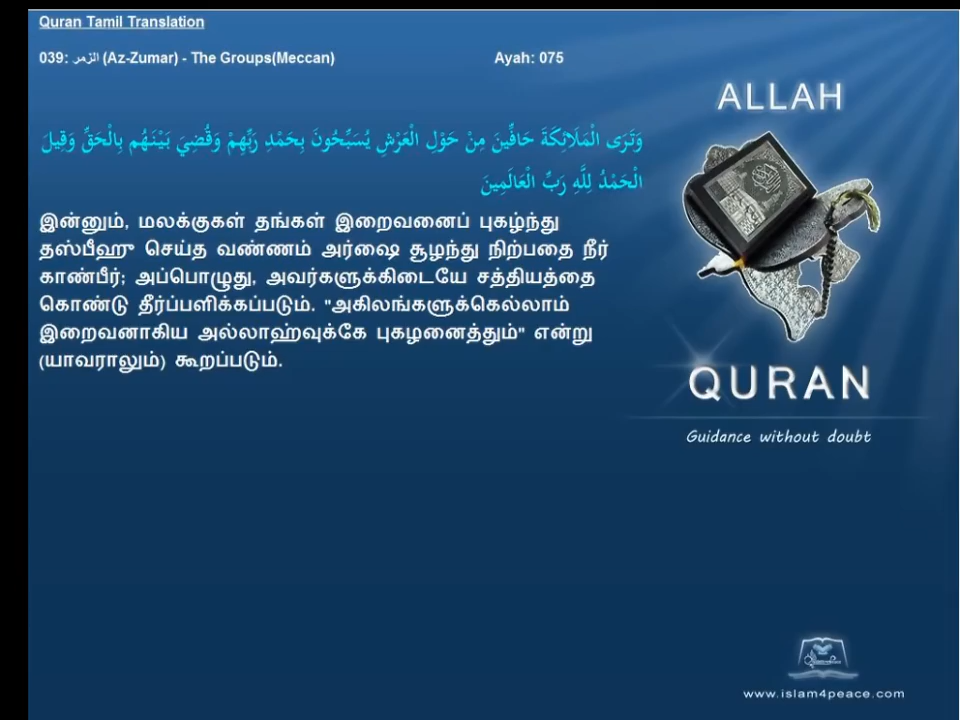 Quran Tamil Translation
039: الزمر (Az-Zumar) - The Groups(Meccan) Ayah: 075
وَتَرَى الْمَلَائِكَةَ حَافِّينَ مِنْ حَوْلِ الْعَرْشِ يُسَبِّحُونَ بِحَمْدِ رَبِّهِمْ وَقُضِيَ بَيْنَهُم بِالْحَقِّ وَقِيلَ
الْحَمْدُ لِلَّهِ رَبِّ الْعَالَمِينَ
இன்னும், மலக்குகள் தங்கள் இறைவனைப் புகழ்ந்து
தஸ்பீஹு செய்த வண்ணம் அர்ஷை சூழந்து நிற்பதை நீர்
காண்பீர்; அப்பொழுது, அவர்களுக்கிடையே சத்தியத்தை
கொண்டு தீர்ப்பளிக்கப்படும். "அகிலங்களுக்கெல்லாம்
இறைவனாகிய அல்லாஹ்வுக்கே புகழனைத்தும்" என்று
(யாவராலும்) கூறப்படும்.
ALLAH
QURAN
Guidance without doubt
www.islam4peace.com